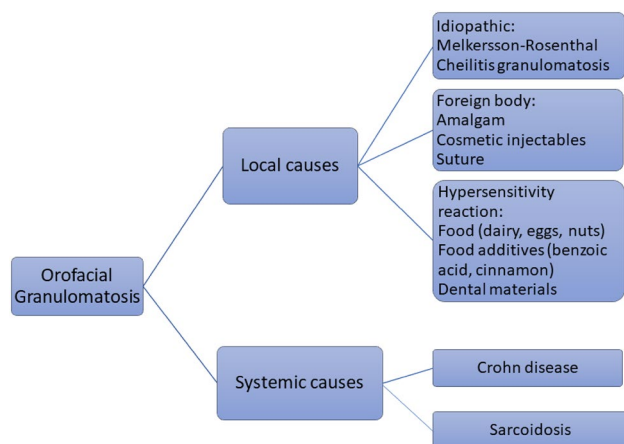 Idiopathic:
Melkersson-Rosenthal
Cheilitis granulomatosis
Foreign body:
Amalgam
Cosmetic injectables
Suture
Local causes
Hypersensitivity
reaction:
Food (dairy, eggs, nuts)
Food additives (benzoic
acid, cinnamon)
Dental materials
Orofacial
Granulomatosis
Systemic causes
Crohn disease
Sarcoidosis